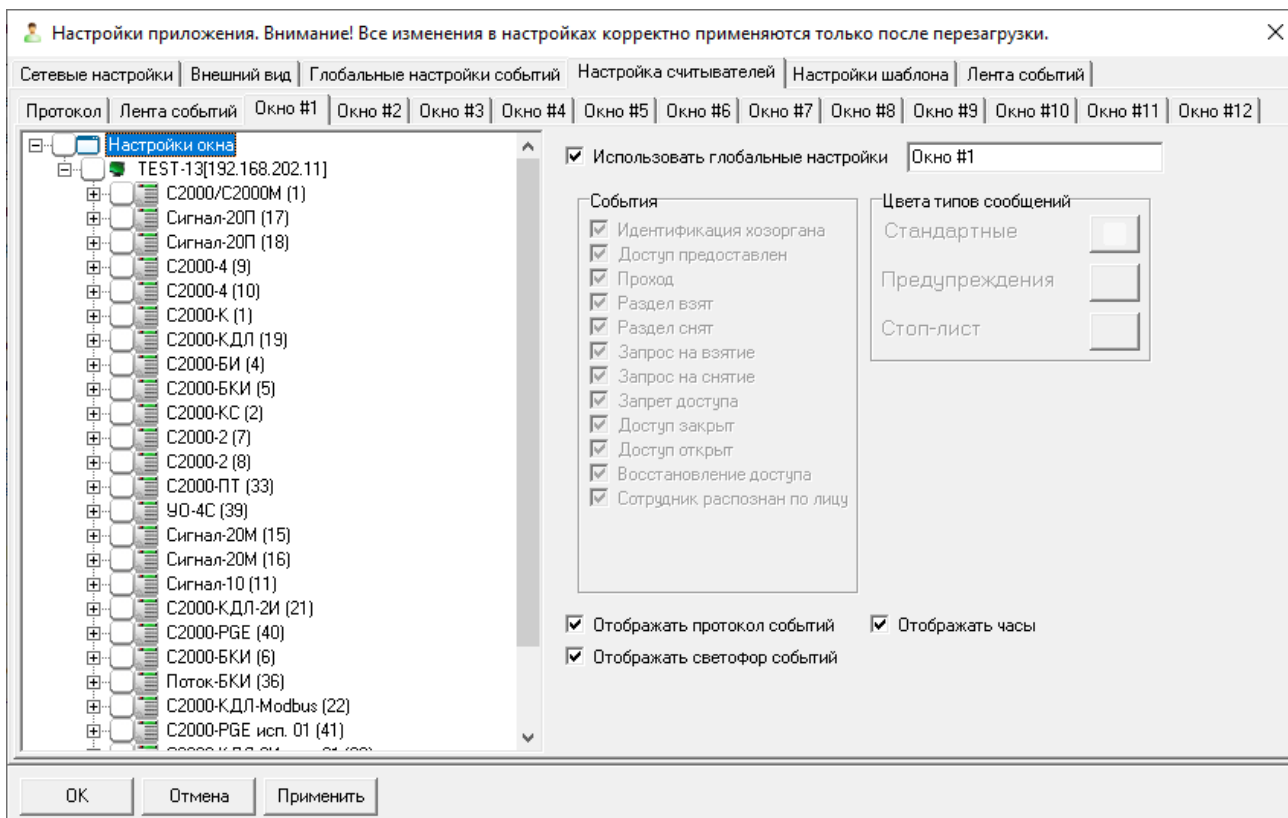 Настройки приложения. Внимание! Все изменения в настройках корректно применяются только после перезагрузки.
Сетевые настройки Внешний вид Глобальные настройки событий Настройка считывателей Настройки шаблона Лента событий
Протокол Лента событий Окно #1 Окно #2 Окно #3 Окно #4 Окно #5 Окно #6 Окно #7 Окно #8 Окно #9 Окно #10 Окно #11 Окно #12
Настройки окна
TEST-13[192.168.202.11]
С2000/С2000М (1)
Сигнал-20П (17)
Сигнал-20П (18)
С2000-4 (9)
С2000-4 (10)
С2000-К (1)
С2000-КДЛ (19)
С2000-БИ (4)
С2000-БКИ (5)
С2000-КС (2)
С2000-2 (7)
С2000-2 (8)
С2000-ПТ (33)
УО-4С (39)
Сигнал-20М (15)
Сигнал-20М (16)
Сигнал-10 (11)
С2000-КДЛ-2И (21)
С2000-PGE (40)
С2000-БКИ (6)
Поток-БКИ (36)
С2000-КДЛ-Modbus (22)
С2000-PGE исп. 01 (41)
Использовать глобальные настройки Окно #1
События
Идентификация хозоргана
Доступ предоставлен
Проход
Раздел взят
Раздел снят
Запрос на взятие
Запрос на снятие
Запрет доступа
Доступ закрыт
Доступ открыт
Восстановление доступа
Сотрудник распознан по лицу
Цвета типов сообщений
Стандартные
Предупреждения
Стоп-лист
Отображать протокол событий Отображать часы
Отображать светофор событий
OK Отмена Применить